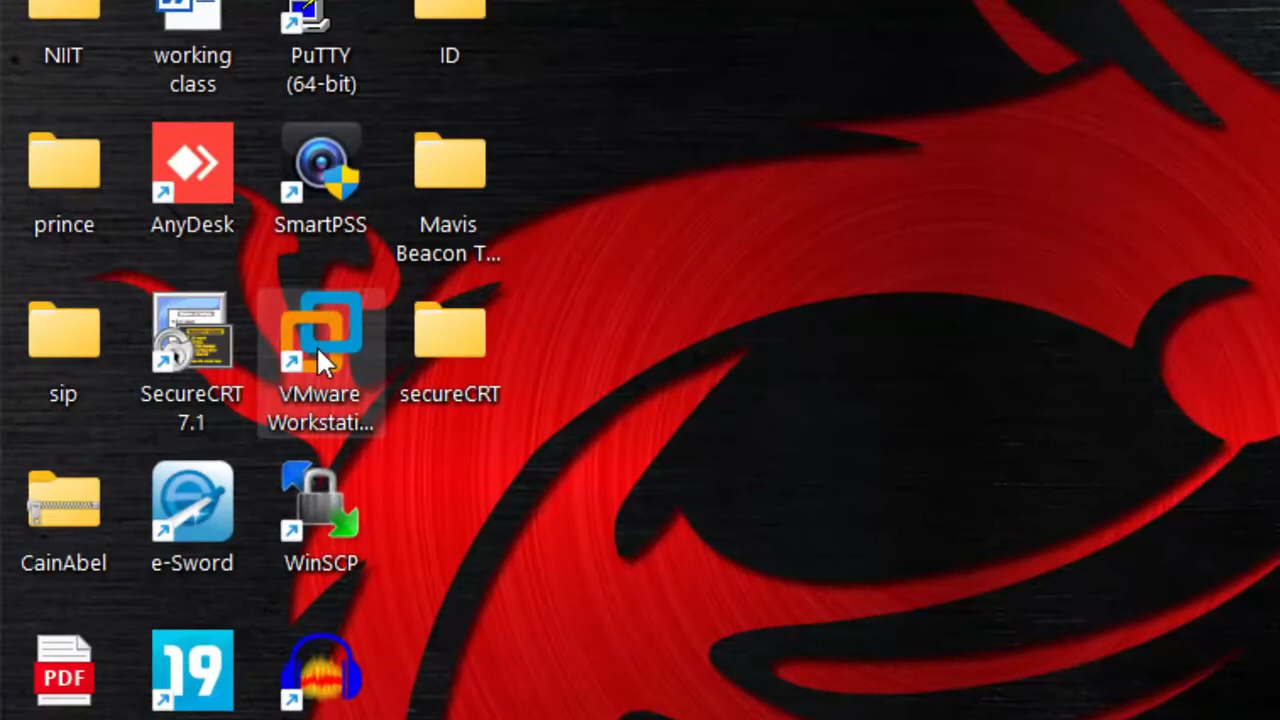 NIIT
working
class
PuTTY
(64-bit)
ID
prince
AnyDesk
SmartPSS
Mavis
Beacon T...
sip
SecureCRT
7.1
VMware
Workstati...
secureCRT
CainAbel
e-Sword
WinSCP
PDF
19